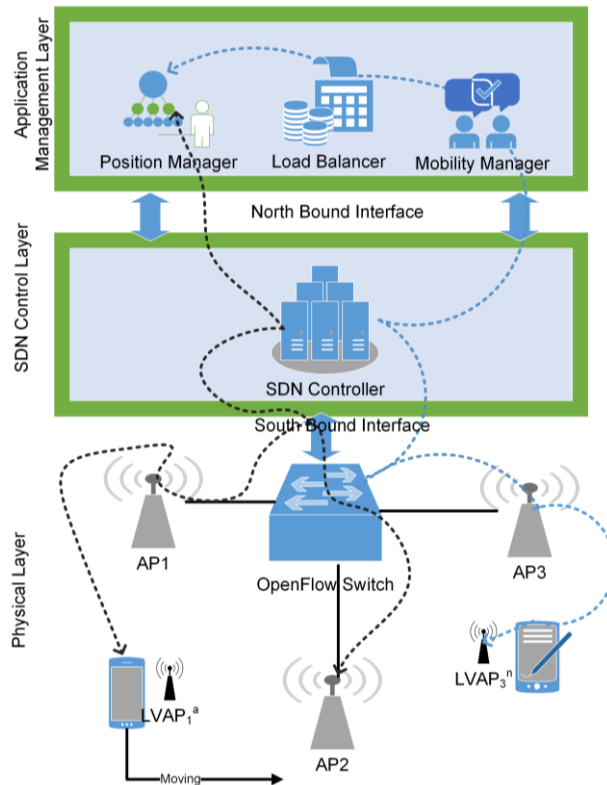 Application
Management Layer
Position Manager
Load Balancer
Mobility Manager
North Bound Interface
SDN Control Layer
SDN Controller
South Bound Interface
Physical Layer
AP1
OpenFlow Switch
AP3
LVAP₁ᵃ
LVAP₃ⁿ
AP2
Moving